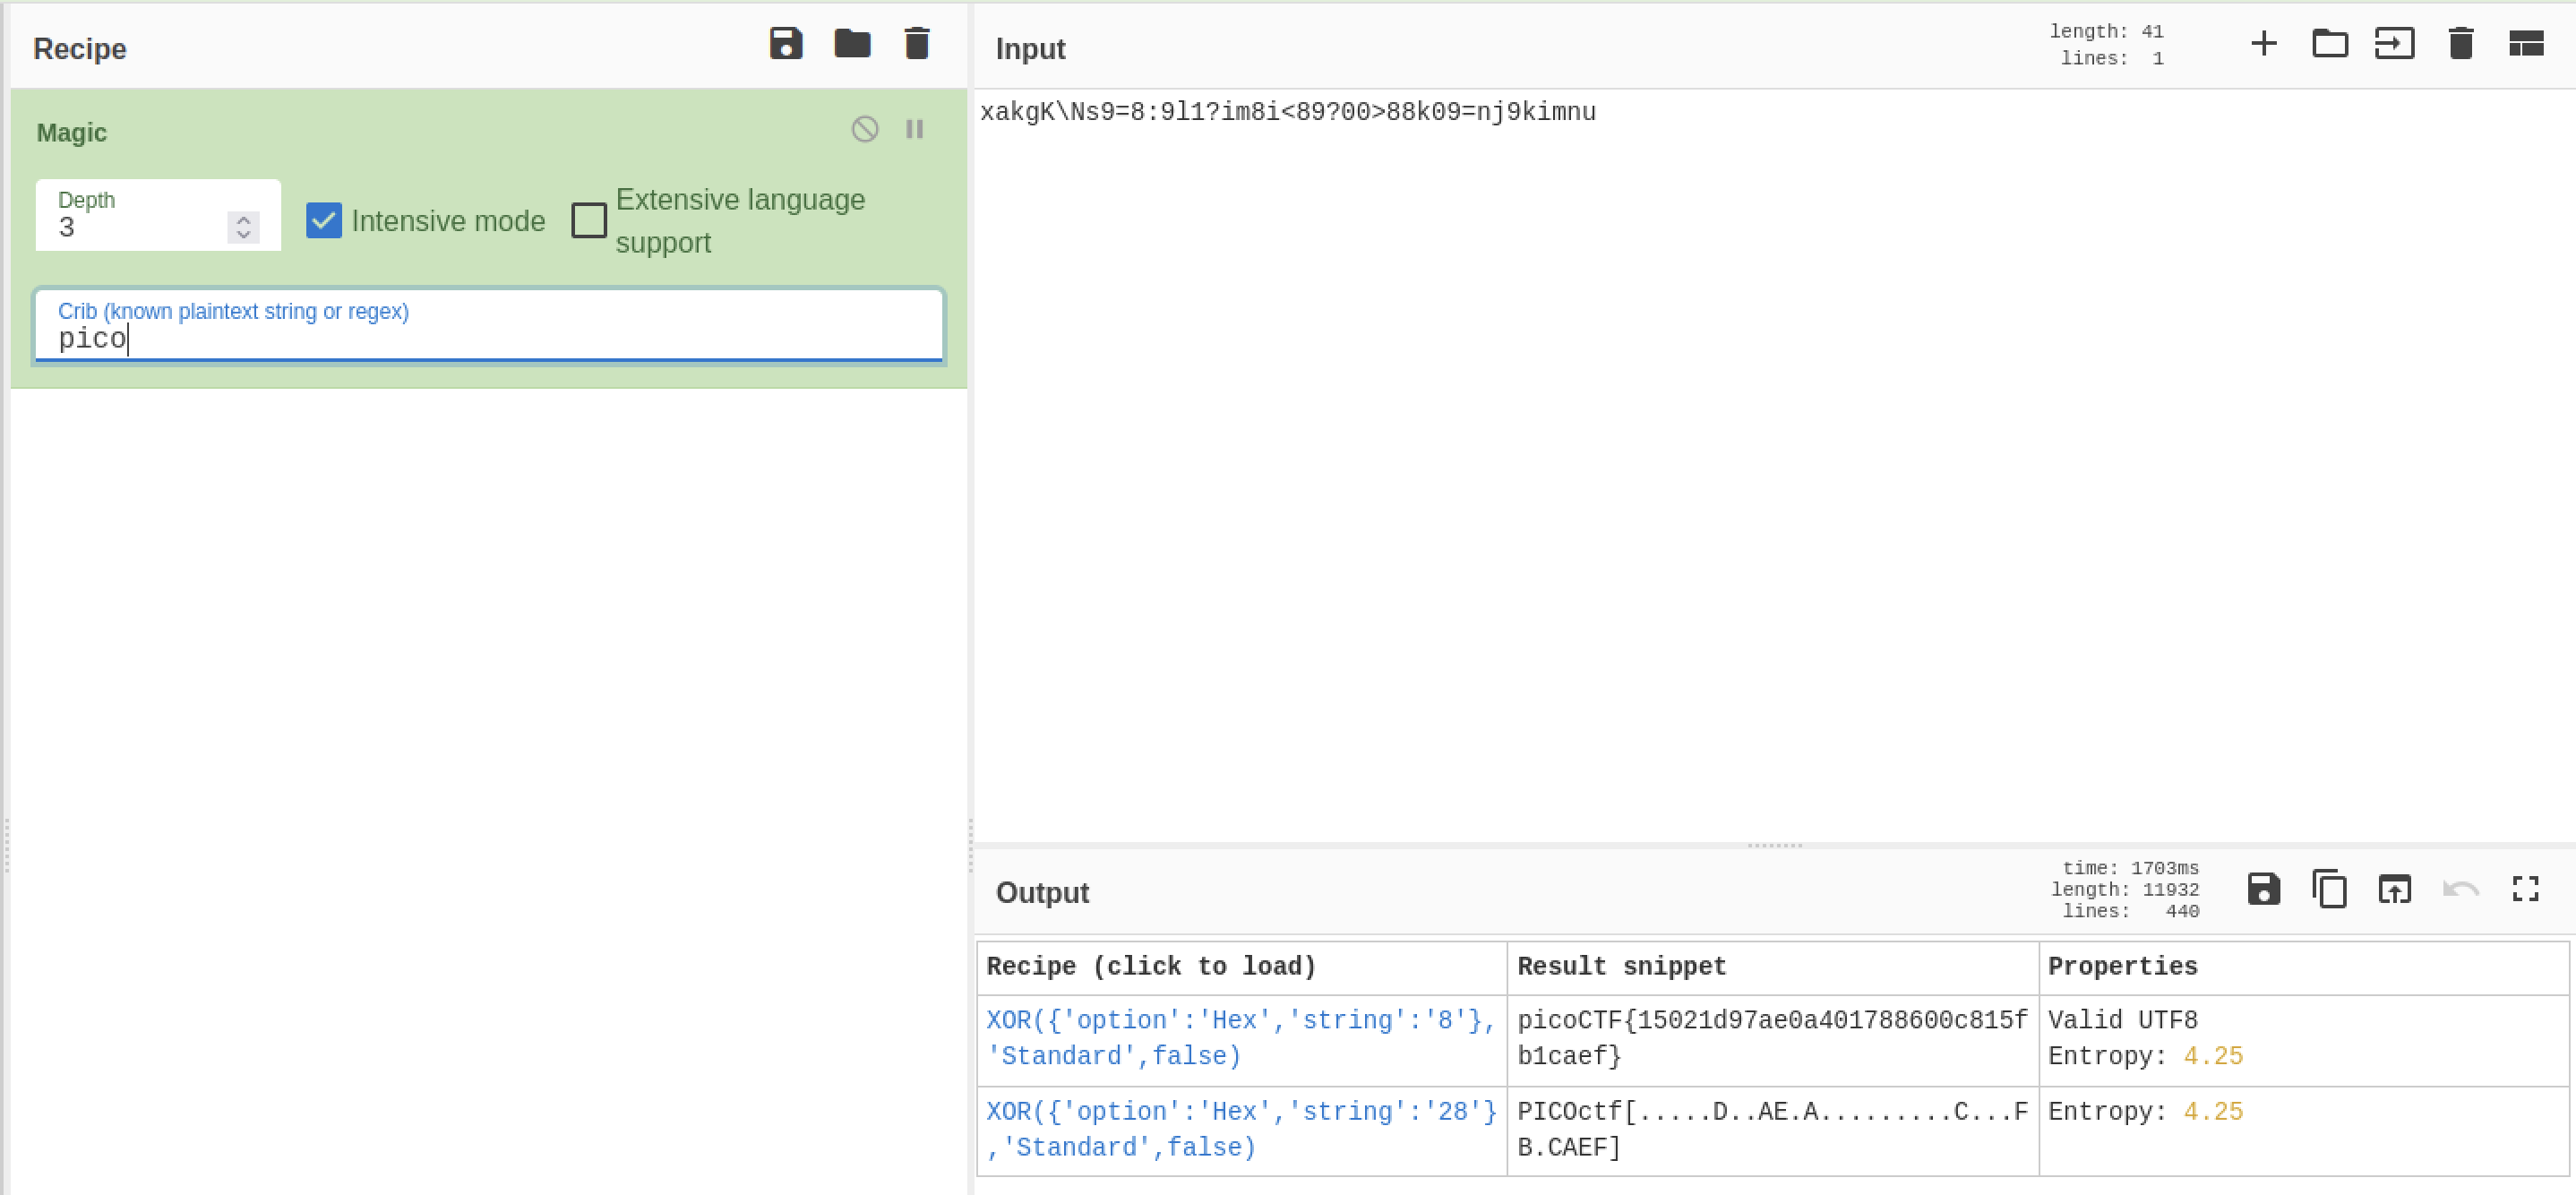 Recipe
Magic
Depth
3
Intensive mode
Extensive language
support
Crib (known plaintext string or regex)
pico
Input
length: 41
lines: 1
xakgK\Ns9=8:9l1?im8i<89?00>88k09=nj9kimnu
Output
time: 1703ms
length: 11932
lines: 440
Recipe (click to load) Result snippet Properties
XOR({'option':'Hex','string':'8'}, picoCTF{15021d97ae0a401788600c815f Valid UTF8
'Standard',false) b1caef} Entropy: 4.25
XOR({'option':'Hex','string':'28'} PICOctf[.....D..AE.A.........C...F Entropy: 4.25
,'Standard',false) B.CAEF]